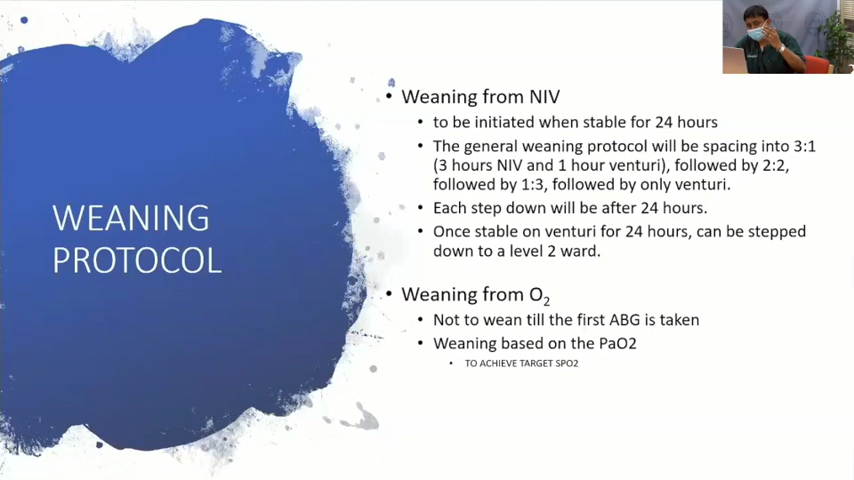 WEANING
PROTOCOL
• Weaning from NIV
• to be initiated when stable for 24 hours
• The general weaning protocol will be spacing into 3:1
(3 hours NIV and 1 hour venturi), followed by 2:2,
followed by 1:3, followed by only venturi.
• Each step down will be after 24 hours.
• Once stable on venturi for 24 hours, can be stepped
down to a level 2 ward.
• Weaning from O₂
• Not to wean till the first ABG is taken
• Weaning based on the PaO2
• TO ACHIEVE TARGET SPO2